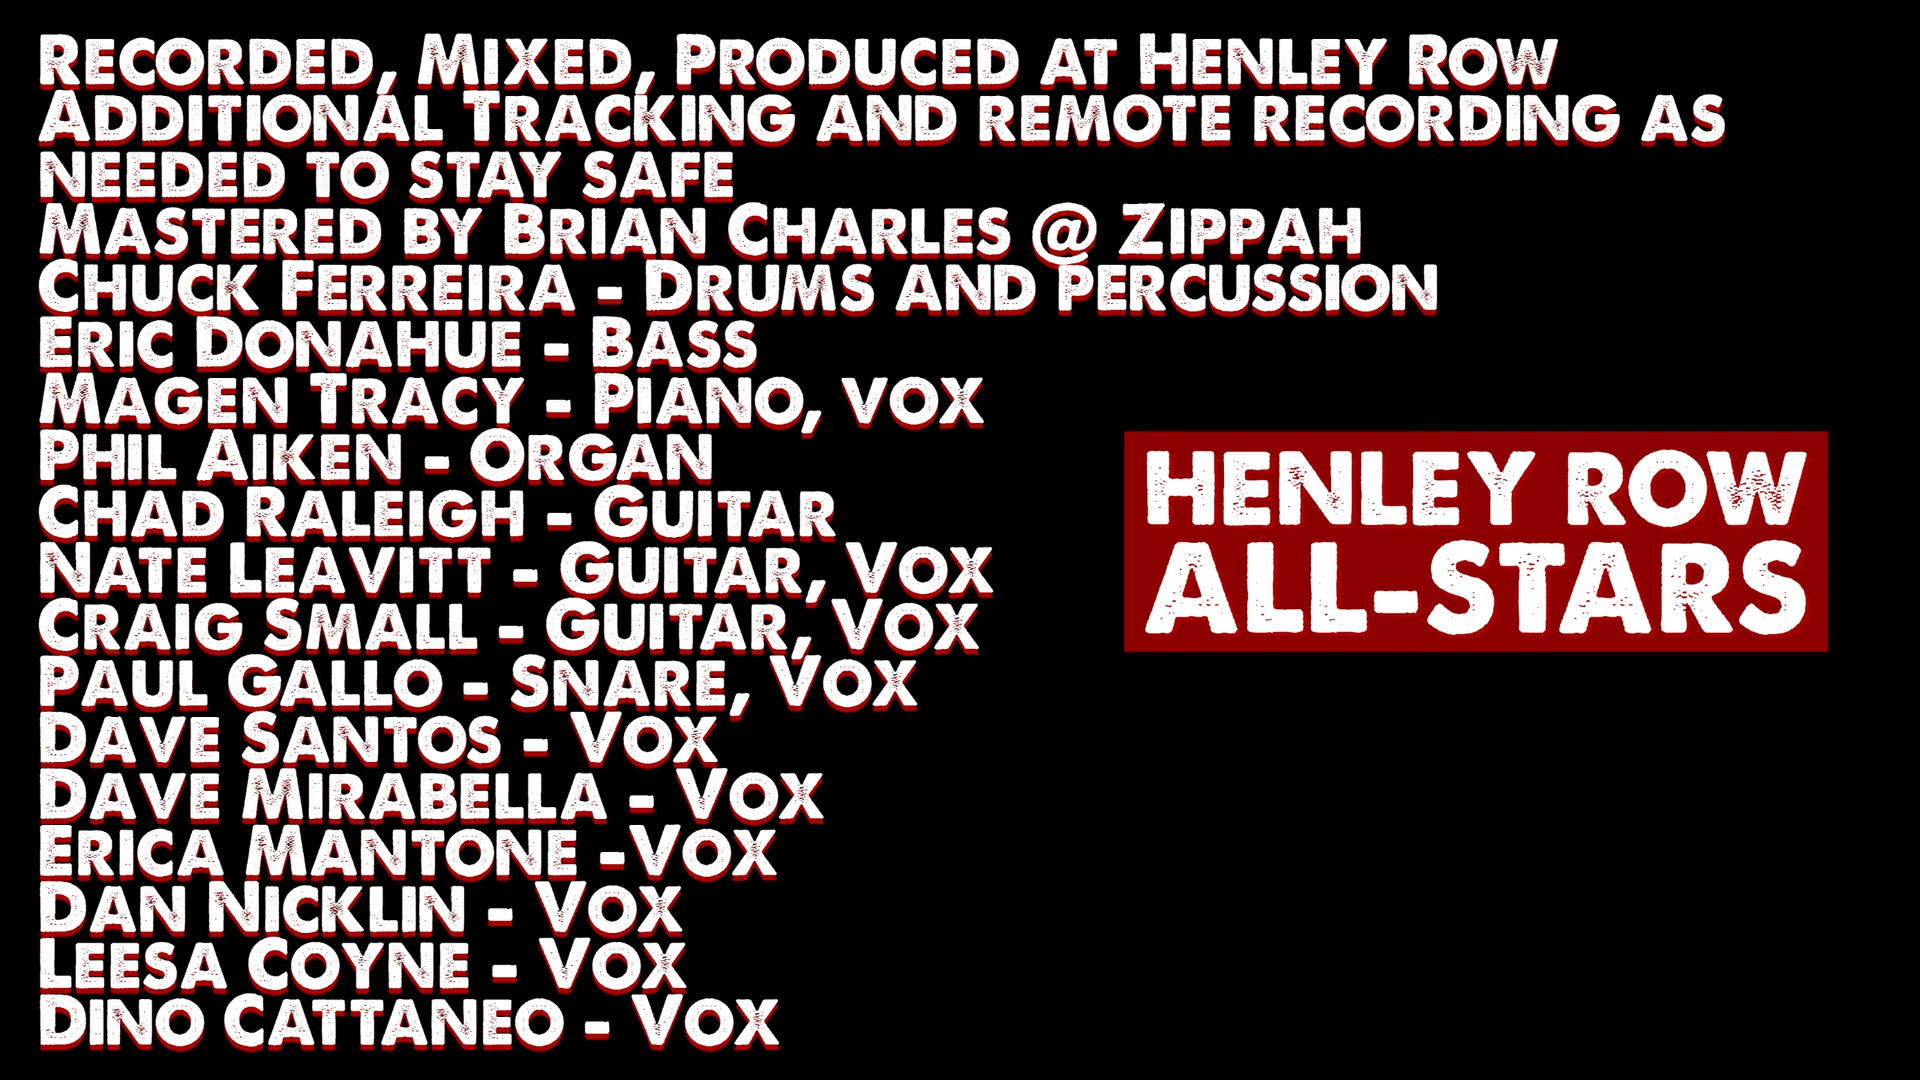 Recorded, Mixed, Produced at Henley Row
Additional Tracking and remote recording as
needed to stay safe
Mastered by Brian Charles @ Zippah
Chuck Ferreira - Drums and percussion
Eric Donahue - Bass
Magen Tracy - Piano, vox
Phil Aiken - Organ
Chad Raleigh - Guitar
Nate Leavitt - Guitar, Vox
Craig Small - Guitar, Vox
Paul Gallo - Snare, Vox
Dave Santos - Vox
Dave Mirabella - Vox
Erica Mantone -Vox
Dan Nicklin - Vox
Leesa Coyne - Vox
Dino Cattaneo - Vox
HENLEY ROW
ALL-STARS